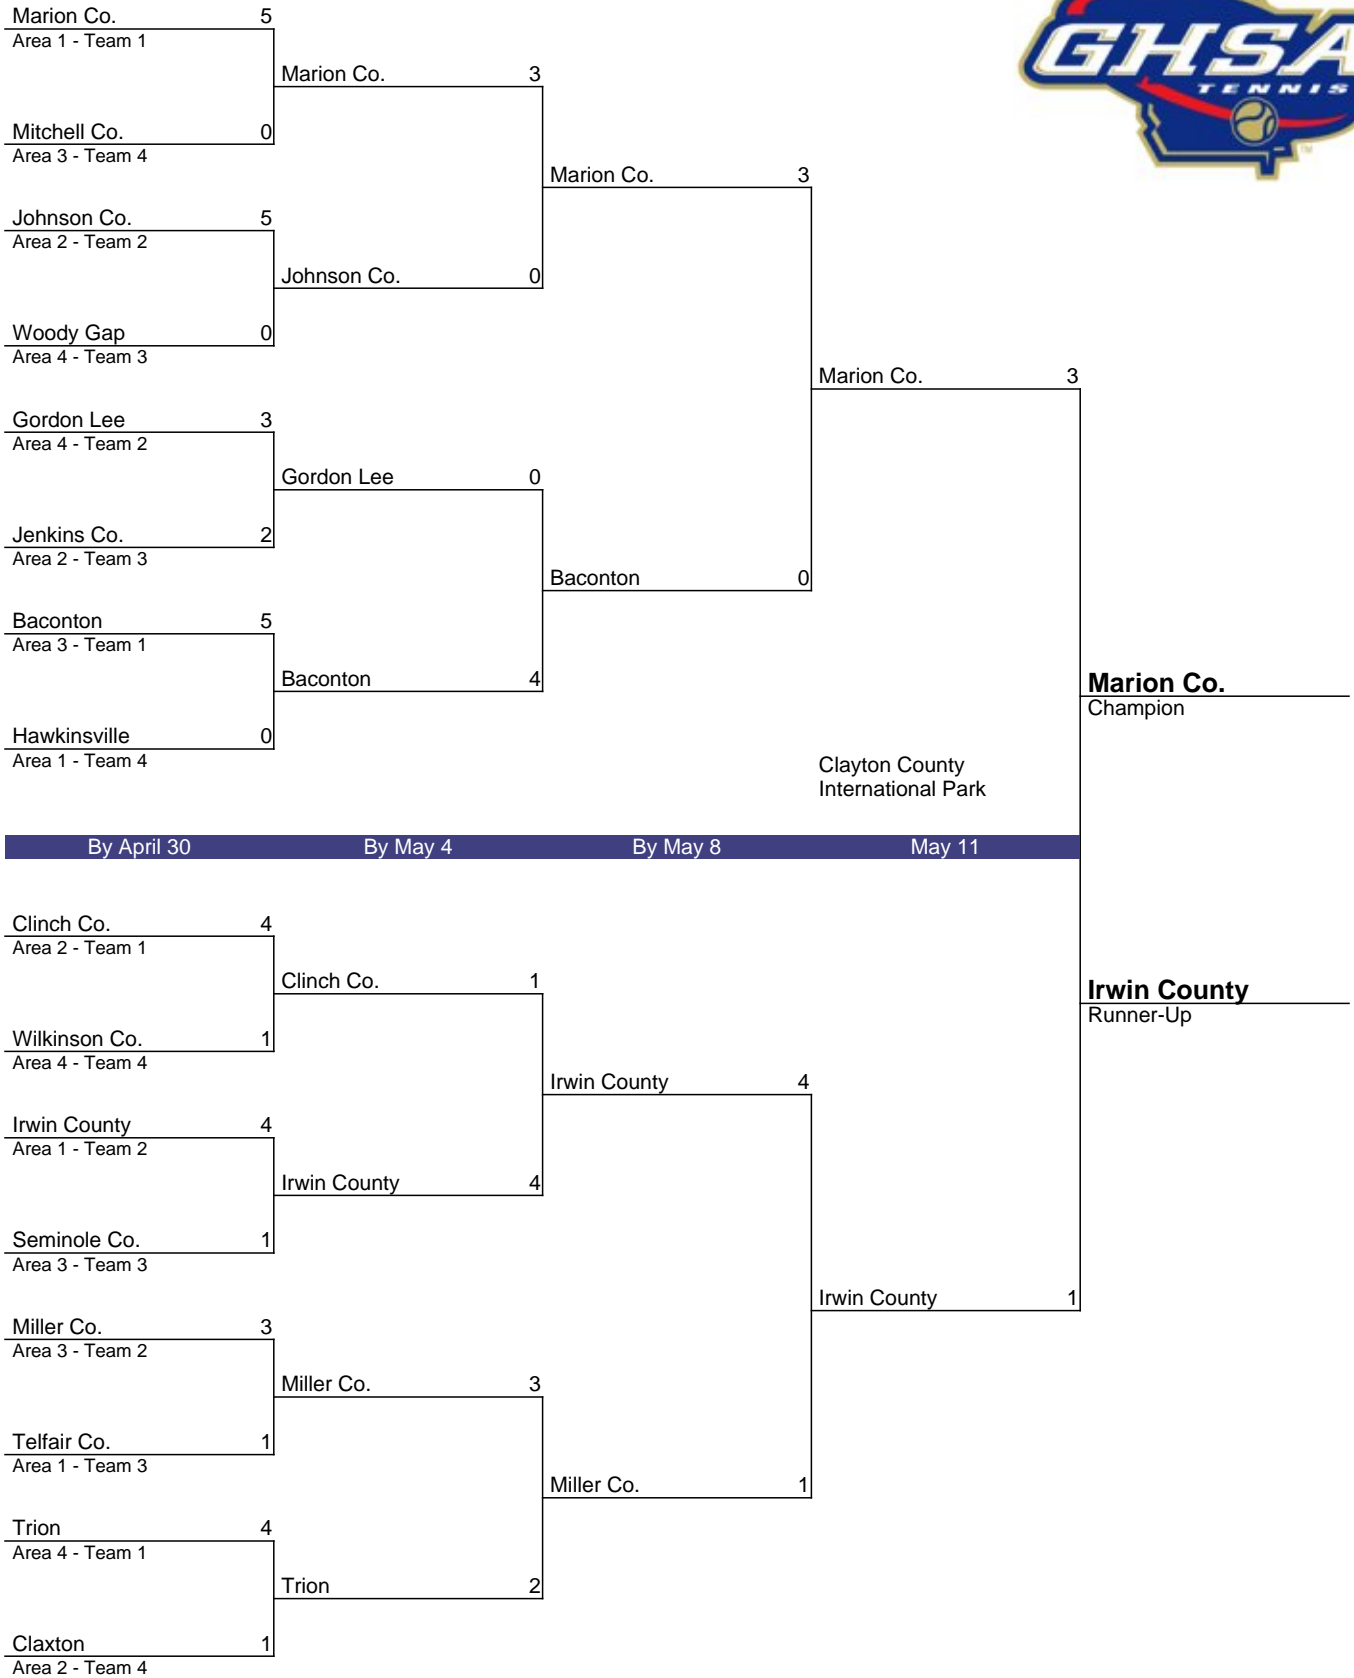 GHSA
TENNIS
Marion Co. 5
Area 1 - Team 1
Marion Co. 3
Mitchell Co. 0
Area 3 - Team 4
Marion Co. 3
Johnson Co. 5
Area 2 - Team 2
Johnson Co. 0
Woody Gap 0
Area 4 - Team 3
Marion Co. 3
Gordon Lee 3
Area 4 - Team 2
Gordon Lee 0
Jenkins Co. 2
Area 2 - Team 3
Baconton 0
Baconton 5
Area 3 - Team 1
Baconton 4
Marion Co.
Champion
Hawkinsville 0
Area 1 - Team 4
Clayton County
International Park
By April 30 By May 4 By May 8 May 11
Clinch Co. 4
Area 2 - Team 1
Clinch Co. 1
Irwin County
Runner-Up
Wilkinson Co. 1
Area 4 - Team 4
Irwin County 4
Irwin County 4
Area 1 - Team 2
Irwin County 4
Seminole Co. 1
Area 3 - Team 3
Irwin County 1
Miller Co. 3
Area 3 - Team 2
Miller Co. 3
Telfair Co. 1
Area 1 - Team 3
Miller Co. 1
Trion 4
Area 4 - Team 1
Trion 2
Claxton 1
Area 2 - Team 4